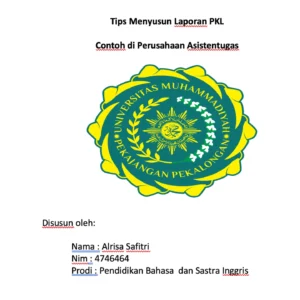 Tips Menyusun Laporan PKL
Contoh di Perusahaan Asistentugas
UNIVERSITAS MUHAMMADIYAH
PEKAJANGAN PEKALONGAN
Disusun oleh:
Nama : Alrisa Safitri
Nim : 4746464
Prodi : Pendidikan Bahasa dan Sastra Inggris